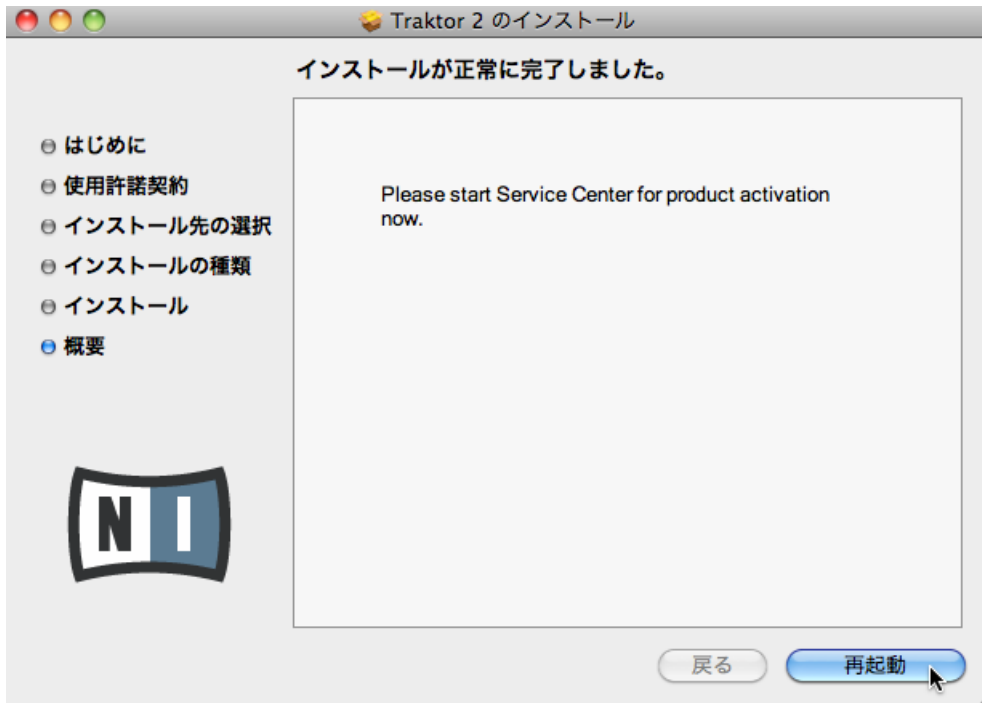 Traktor 2 のインストール
インストールが正常に完了しました。
はじめに
使用許諾契約
インストール先の選択
インストールの種類
インストール
概要
Please start Service Center for product activation
now.
NI
戻る
再起動